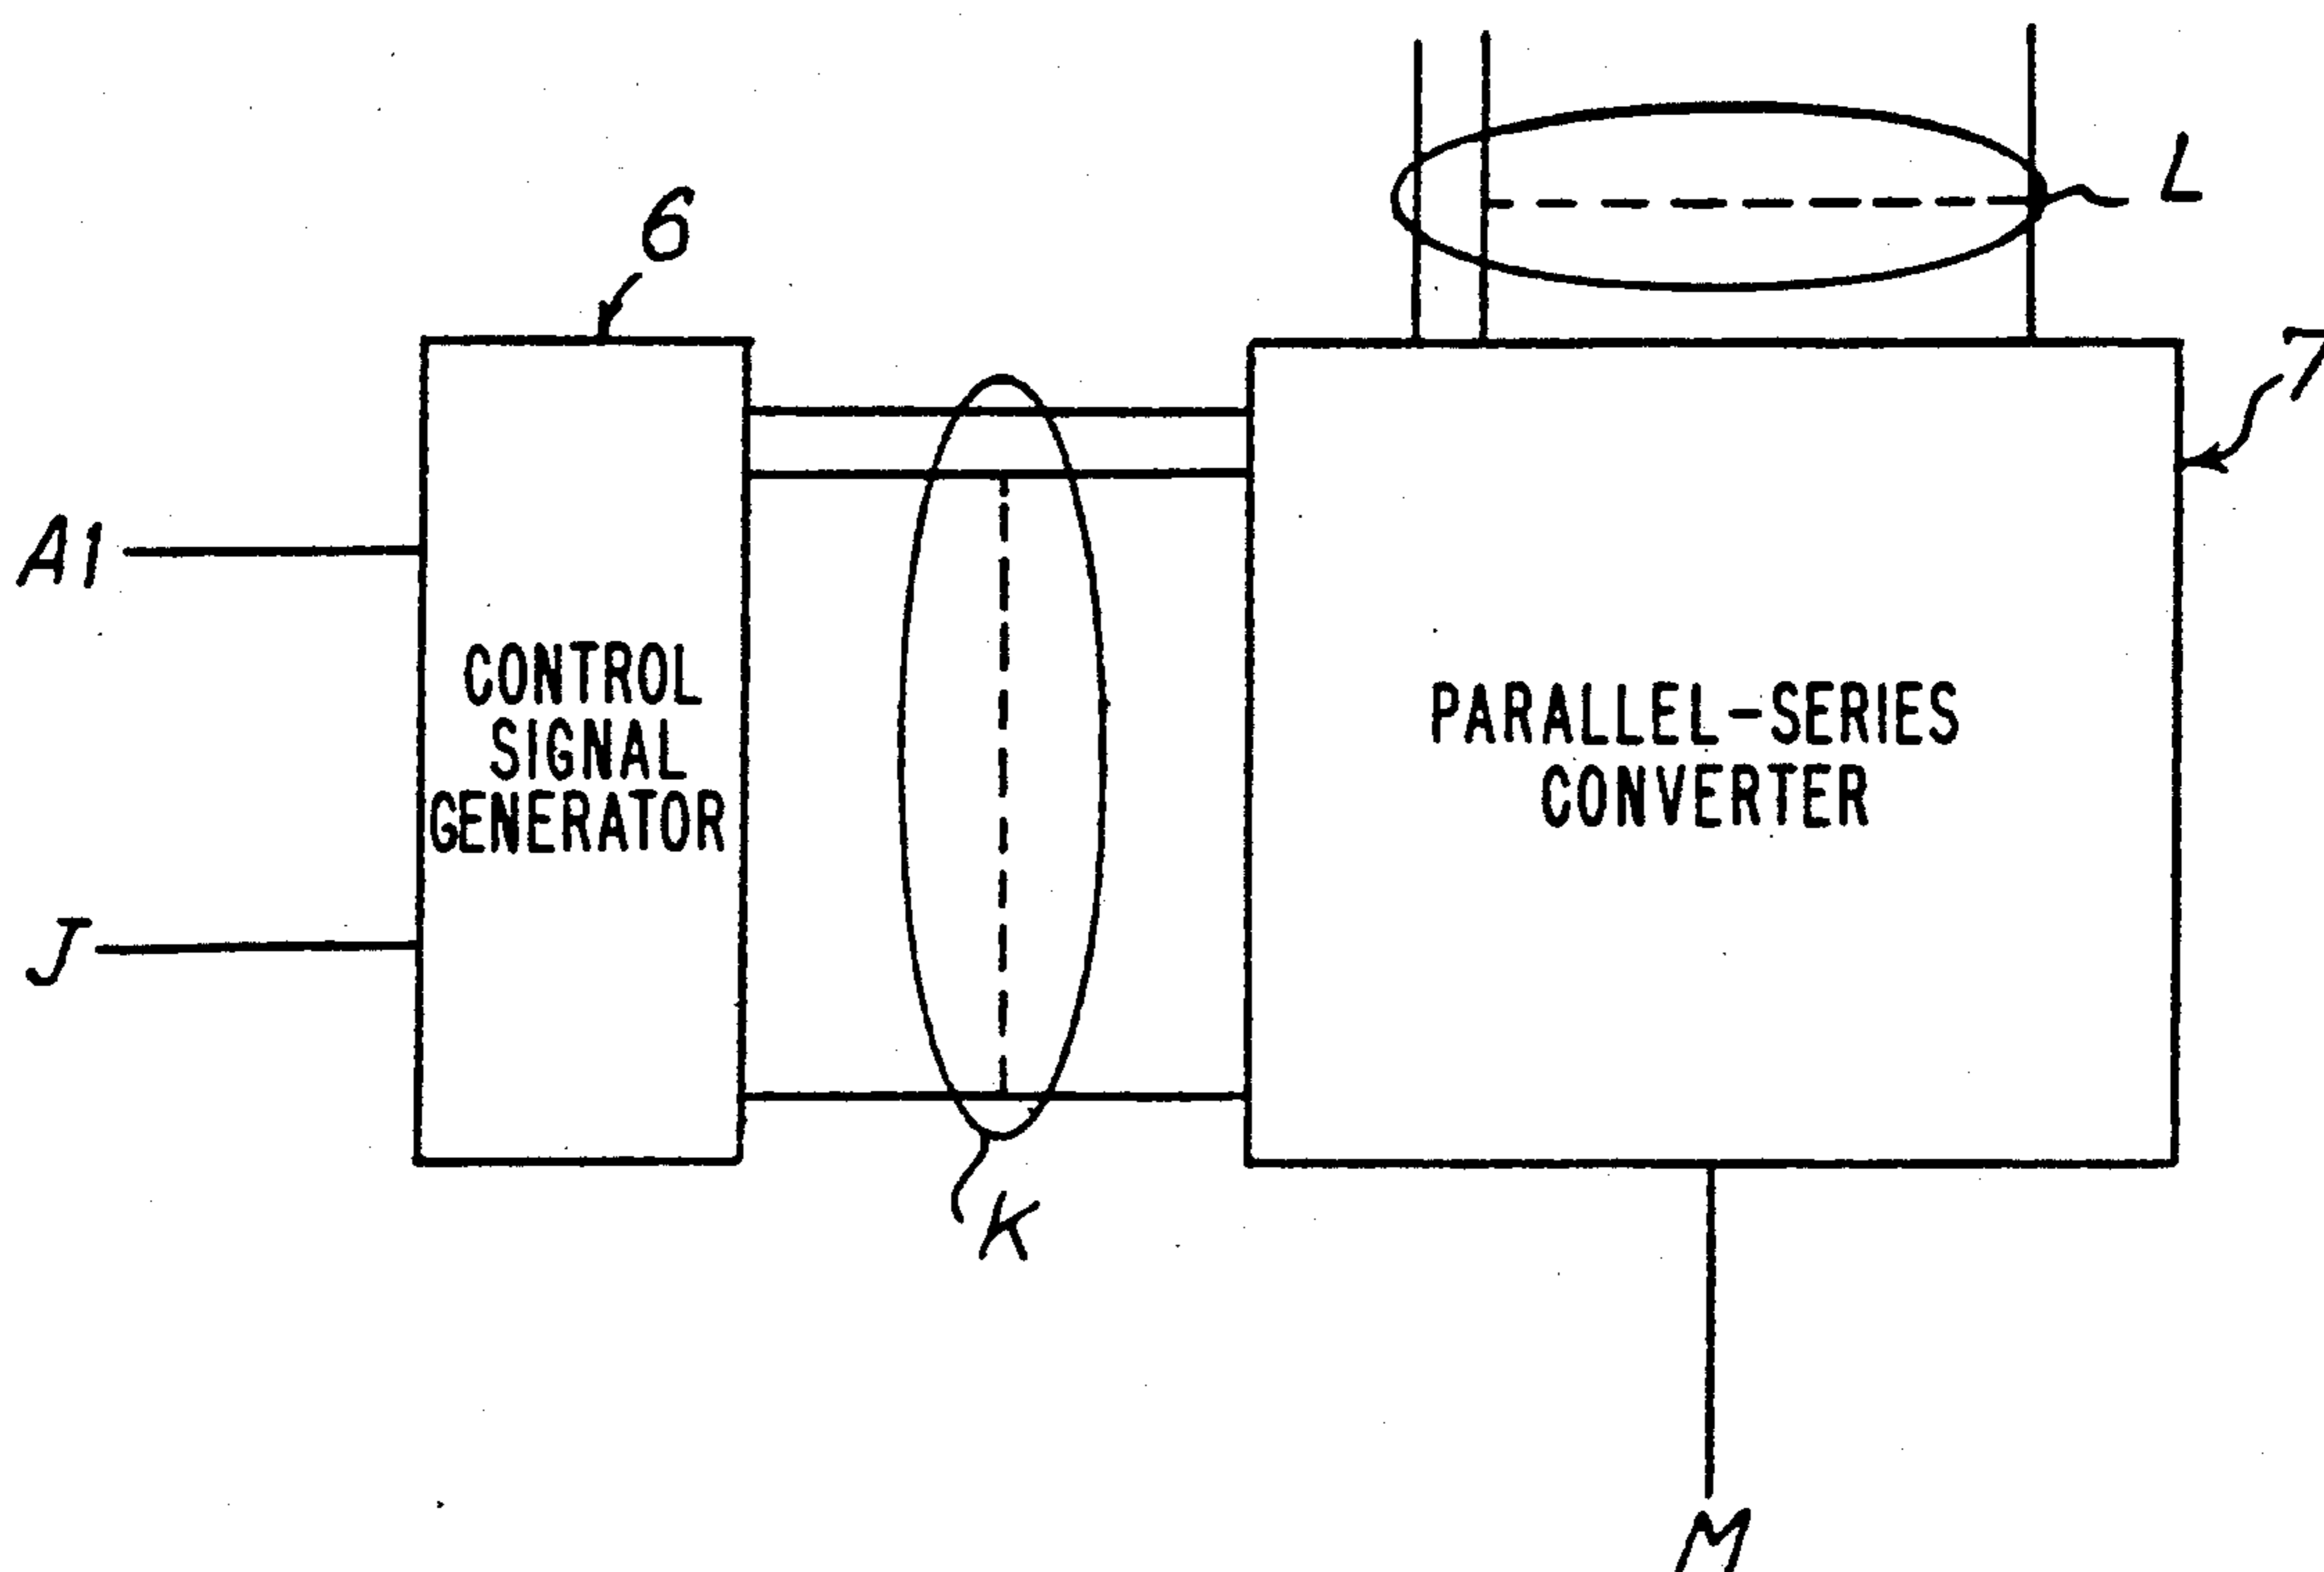 L
6
7
A1
CONTROL
SIGNAL
GENERATOR
PARALLEL-SERIES
CONVERTER
J
K
M